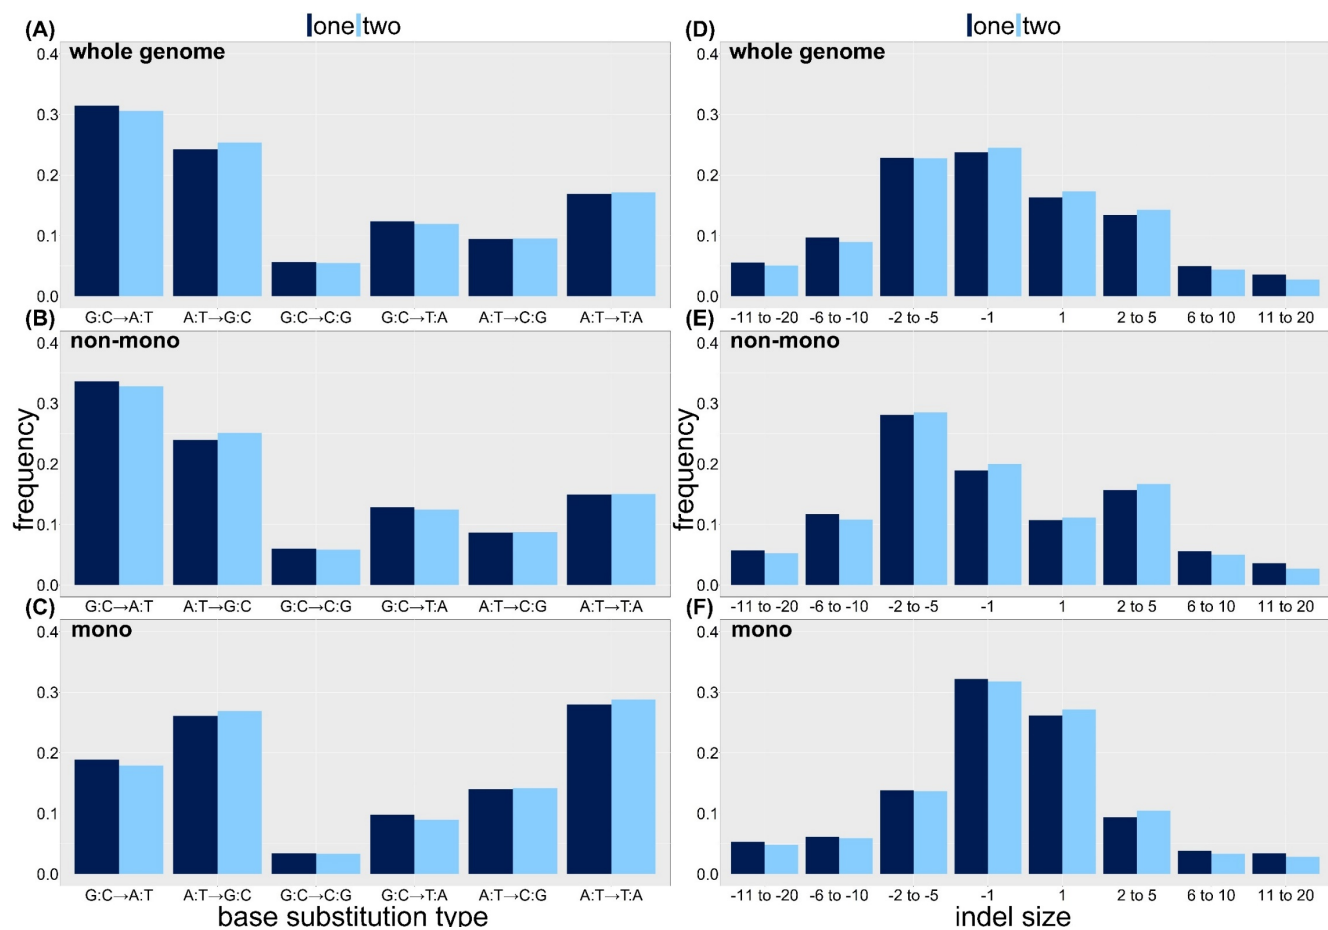 (A)
one two
whole genome
0.4
0.3
0.2
0.1
0.0
G:C→A:T A:T→G:C G:C→C:G G:C→T:A A:T→C:G A:T→T:A
(B)
non-mono
0.4
0.3
0.2
0.1
0.0
G:C→A:T A:T→G:C G:C→C:G G:C→T:A A:T→C:G A:T→T:A
frequency
(C)
mono
0.4
0.3
0.2
0.1
0.0
G:C→A:T A:T→G:C G:C→C:G G:C→T:A A:T→C:G A:T→T:A
base substitution type
(D)
one two
whole genome
0.4
0.3
0.2
0.1
0.0
-11 to -20 -6 to -10 -2 to -5 -1 1 2 to 5 6 to 10 11 to 20
(E)
non-mono
0.4
0.3
0.2
0.1
0.0
-11 to -20 -6 to -10 -2 to -5 -1 1 2 to 5 6 to 10 11 to 20
frequency
(F)
mono
0.4
0.3
0.2
0.1
0.0
-11 to -20 -6 to -10 -2 to -5 -1 1 2 to 5 6 to 10 11 to 20
indel size